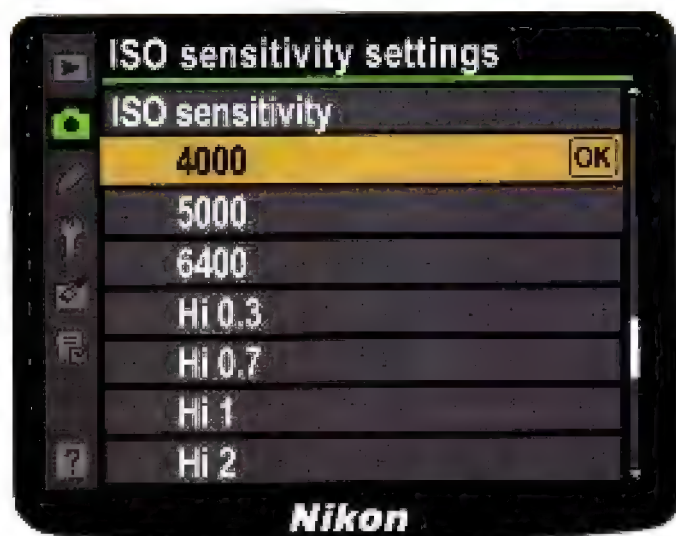 ISO sensitivity settings
ISO sensitivity
4000 OK
5000
6400
Hi 0.3
Hi 0.7
Hi 1
Hi 2
?
Nikon